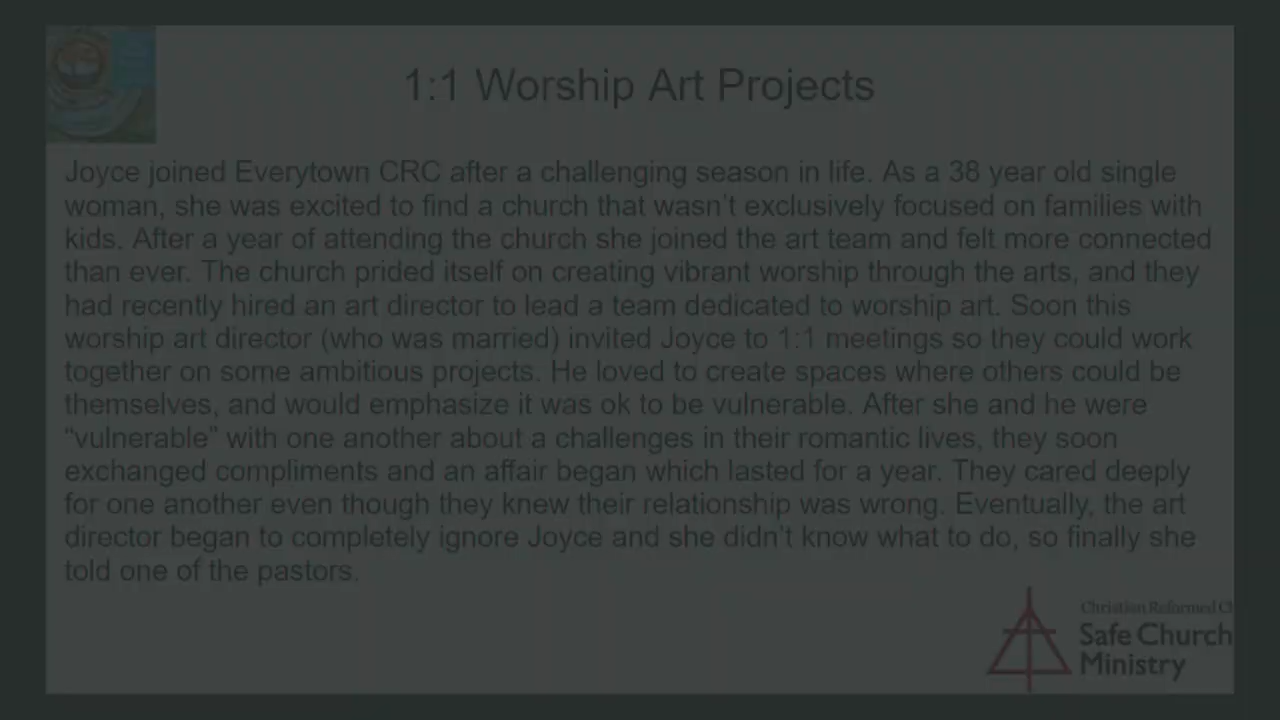 1:1 Worship Art Projects
Joyce joined Everytown CRC after a challenging season in life. As a 38 year old single
woman, she was excited to find a church that wasn't exclusively focused on families with
kids. After a year of attending the church she joined the art team and felt more connected
than ever. The church prided itself on creating vibrant worship through the arts, and they
had recently hired an art director to lead a team dedicated to worship art. Soon this
worship art director (who was married) invited Joyce to 1:1 meetings so they could work
together on some ambitious projects. He loved to create spaces where others could be
themselves, and would emphasize it was ok to be vulnerable. After she and he were
“vulnerable” with one another about a challenges in their romantic lives, they soon
exchanged compliments and an affair began which lasted for a year. They cared deeply
for one another even though they knew their relationship was wrong. Eventually, the art
director began to completely ignore Joyce and she didn't know what to do, so finally she
told one of the pastors.
Christian Reformed Cl
Safe Church
Ministry